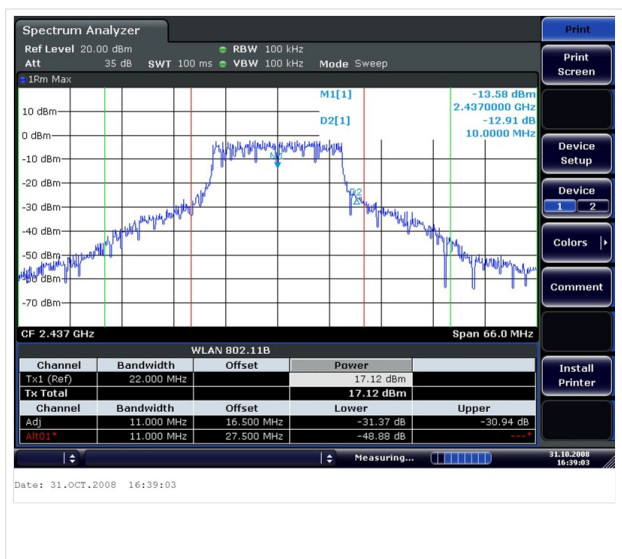 Spectrum Analyzer
Print
Ref Level 20.00 dBm RBW 100 kHz
Att 35 dB SWT 100 ms VBW 100 kHz Mode Sweep
Print Screen
1Rm Max
M1[1] -13.58 dBm
2.4370000 GHz
D2[1] -12.91 dB
10.0000 MHz
10 dBm
0 dBm
-10 dBm
M1
-20 dBm
D2
-30 dBm
-40 dBm
-50 dBm
-60 dBm
-70 dBm
Device Setup
Device
1 2
Colors
Comment
CF 2.437 GHz Span 66.0 MHz
WLAN 802.11B
Channel Bandwidth Offset Power
Tx1 (Ref) 22.000 MHz 17.12 dBm
Tx Total 17.12 dBm
Channel Bandwidth Offset Lower Upper
Adj 11.000 MHz 16.500 MHz -31.37 dB -30.94 dB
Alt01* 11.000 MHz 27.500 MHz -48.88 dB ---*
Install Printer
Measuring...
31.10.2008
16:39:03
Date: 31.OCT.2008 16:39:03